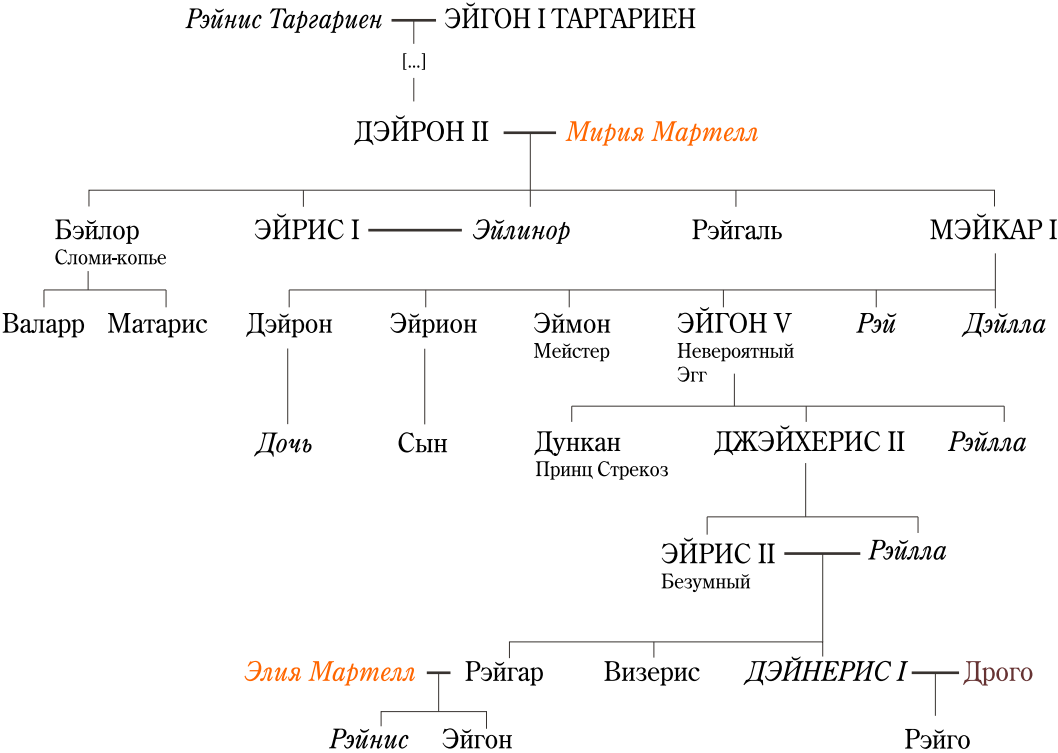 Рэйнис Таргариен ЭЙГОН I ТАРГАРИЕН
[...]
ДЭЙРОН II Мирия Мартелл
Бэйлор ЭЙРИС I Эйлинор Рэйгаль МЭЙКАР I
Сломи-копье
Валарр Матарис Дэйрон Эйрион Эймон ЭЙГОН V Рэй Дэйлла
Мейстер Невероятный
Эгг
Дочь Сын Дункан ДЖЭЙХЕРИС II Рэйлла
Принц Стрекоз
ЭЙРИС II Рэйлла
Безумный
Элия Мартелл Рэйгар Визерис ДЭЙНЕРИС I Дрого
Рэйнис Эйгон Рэйго